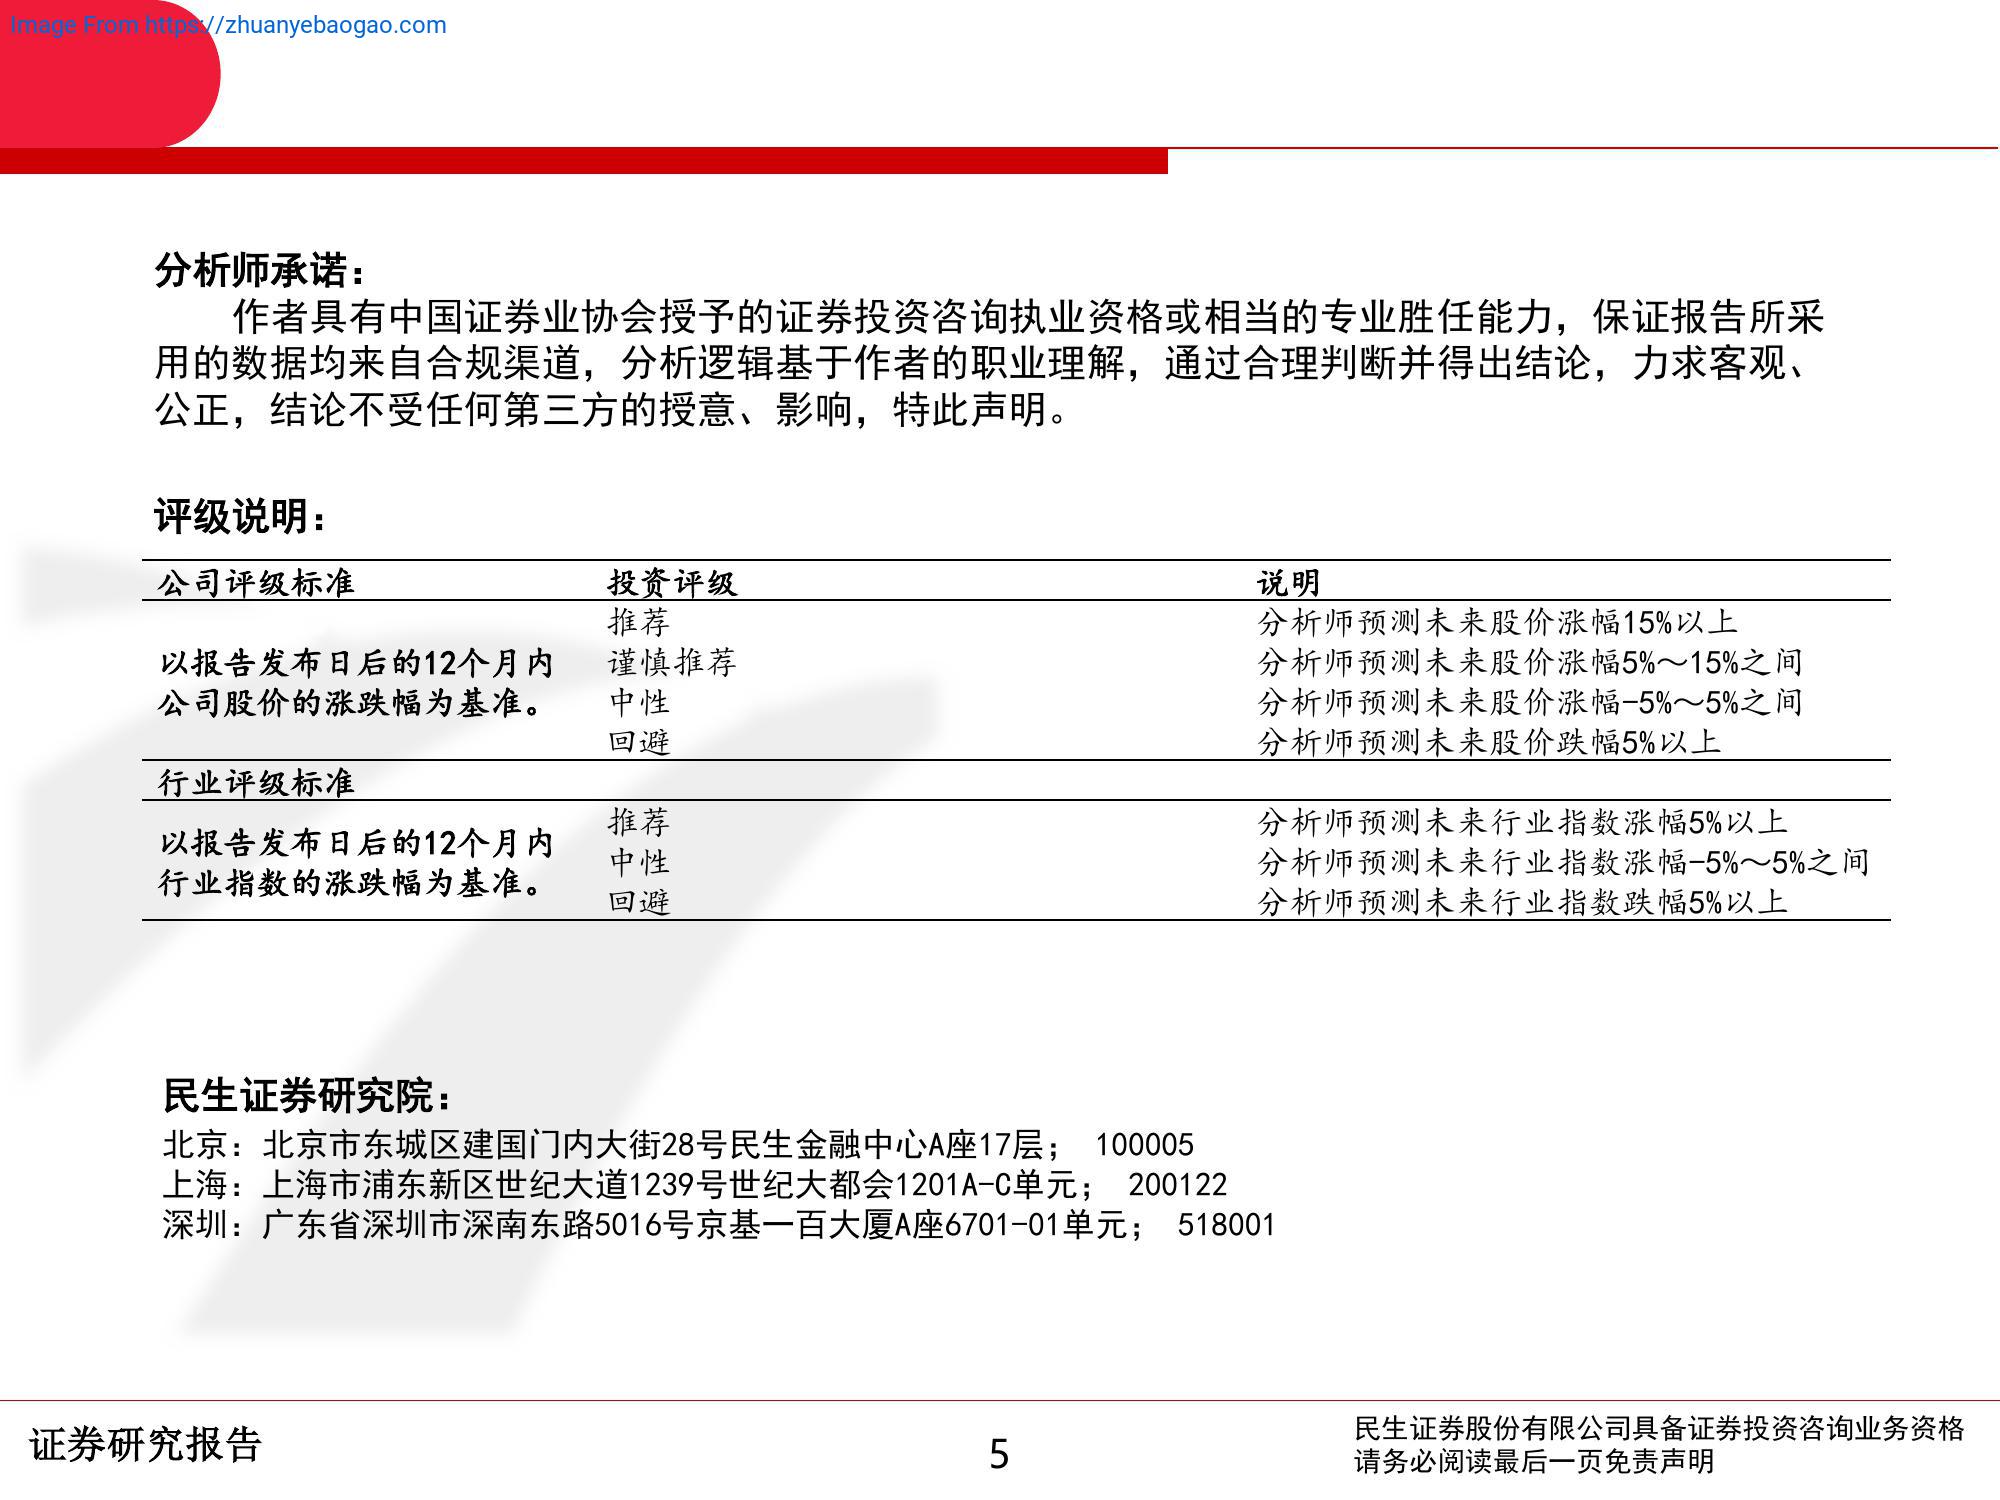 Image From https://zhuanyebaogao.com
分析师承诺：
作者具有中国证券业协会授予的证券投资咨询执业资格或相当的专业胜任能力，保证报告所采
用的数据均来自合规渠道，分析逻辑基于作者的职业理解，通过合理判断并得出结论，力求客观、
公正，结论不受任何第三方的授意、影响，特此声明。
评级说明：
公司评级标准 投资评级 说明
推荐 分析师预测未来股价涨幅15%以上
以报告发布日后的12个月内 谨慎推荐 分析师预测未来股价涨幅5%～15%之间
公司股价的涨跌幅为基准。 中性 分析师预测未来股价涨幅-5%～5%之间
回避 分析师预测未来股价跌幅5%以上
行业评级标准
推荐 分析师预测未来行业指数涨幅5%以上
以报告发布日后的12个月内
中性 分析师预测未来行业指数涨幅-5%～5%之间
行业指数的涨跌幅为基准。
回避 分析师预测未来行业指数跌幅5%以上
民生证券研究院：
北京：北京市东城区建国门内大街28号民生金融中心A座17层； 100005
上海：上海市浦东新区世纪大道1239号世纪大都会1201A-C单元； 200122
深圳：广东省深圳市深南东路5016号京基一百大厦A座6701-01单元； 518001
证券研究报告
5
民生证券股份有限公司具备证券投资咨询业务资格
请务必阅读最后一页免责声明